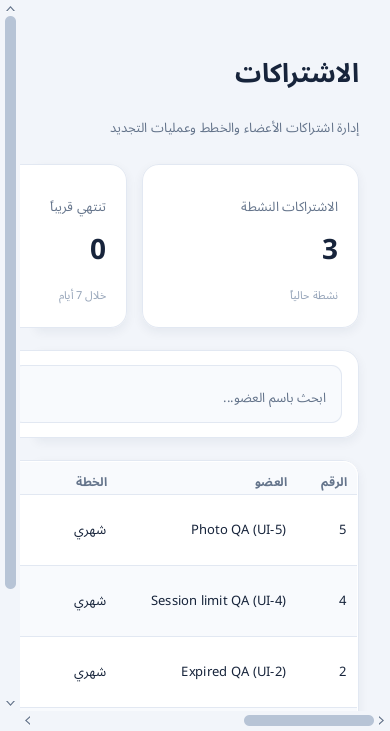 الاشتراكات
إدارة اشتراكات الأعضاء والخطط وعمليات التجديد
الاشتراكات النشطة
3
نشطة حالياً
تنتهي قريباً
0
خلال 7 أيام
ابحث باسم العضو...
الرقم العضو الخطة
5 Photo QA (UI-5) شهري
4 Session limit QA (UI-4) شهري
2 Expired QA (UI-2) شهري